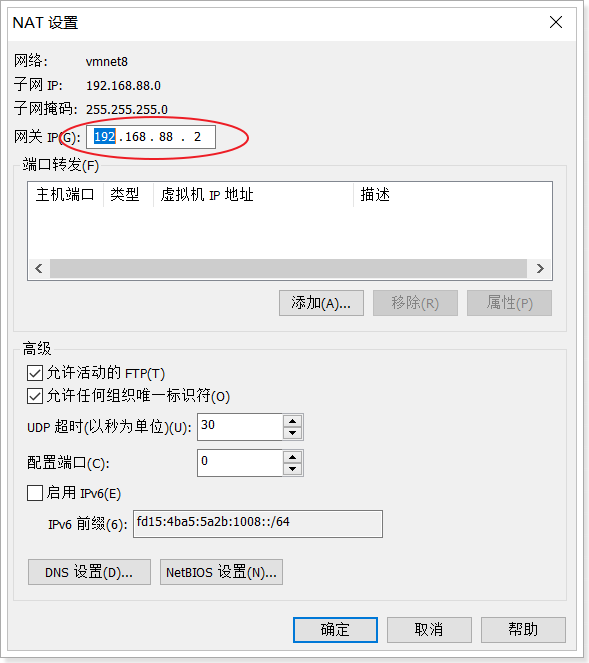 NAT 设置
网络: vmnet8
子网 IP: 192.168.88.0
子网掩码: 255.255.255.0
网关 IP(G): 192.168.88 . 2
端口转发(F)
主机端口 类型 虚拟机 IP 地址 描述
添加(A)... 移除(R) 属性(P)
高级
允许活动的 FTP(T)
允许任何组织唯一标识符(O)
UDP 超时(以秒为单位)(U): 30
配置端口(C): 0
启用 IPv6(E)
IPv6 前缀(6): fd15:4ba5:5a2b:1008::/64
DNS 设置(D)... NetBIOS 设置(N)...
确定 取消 帮助